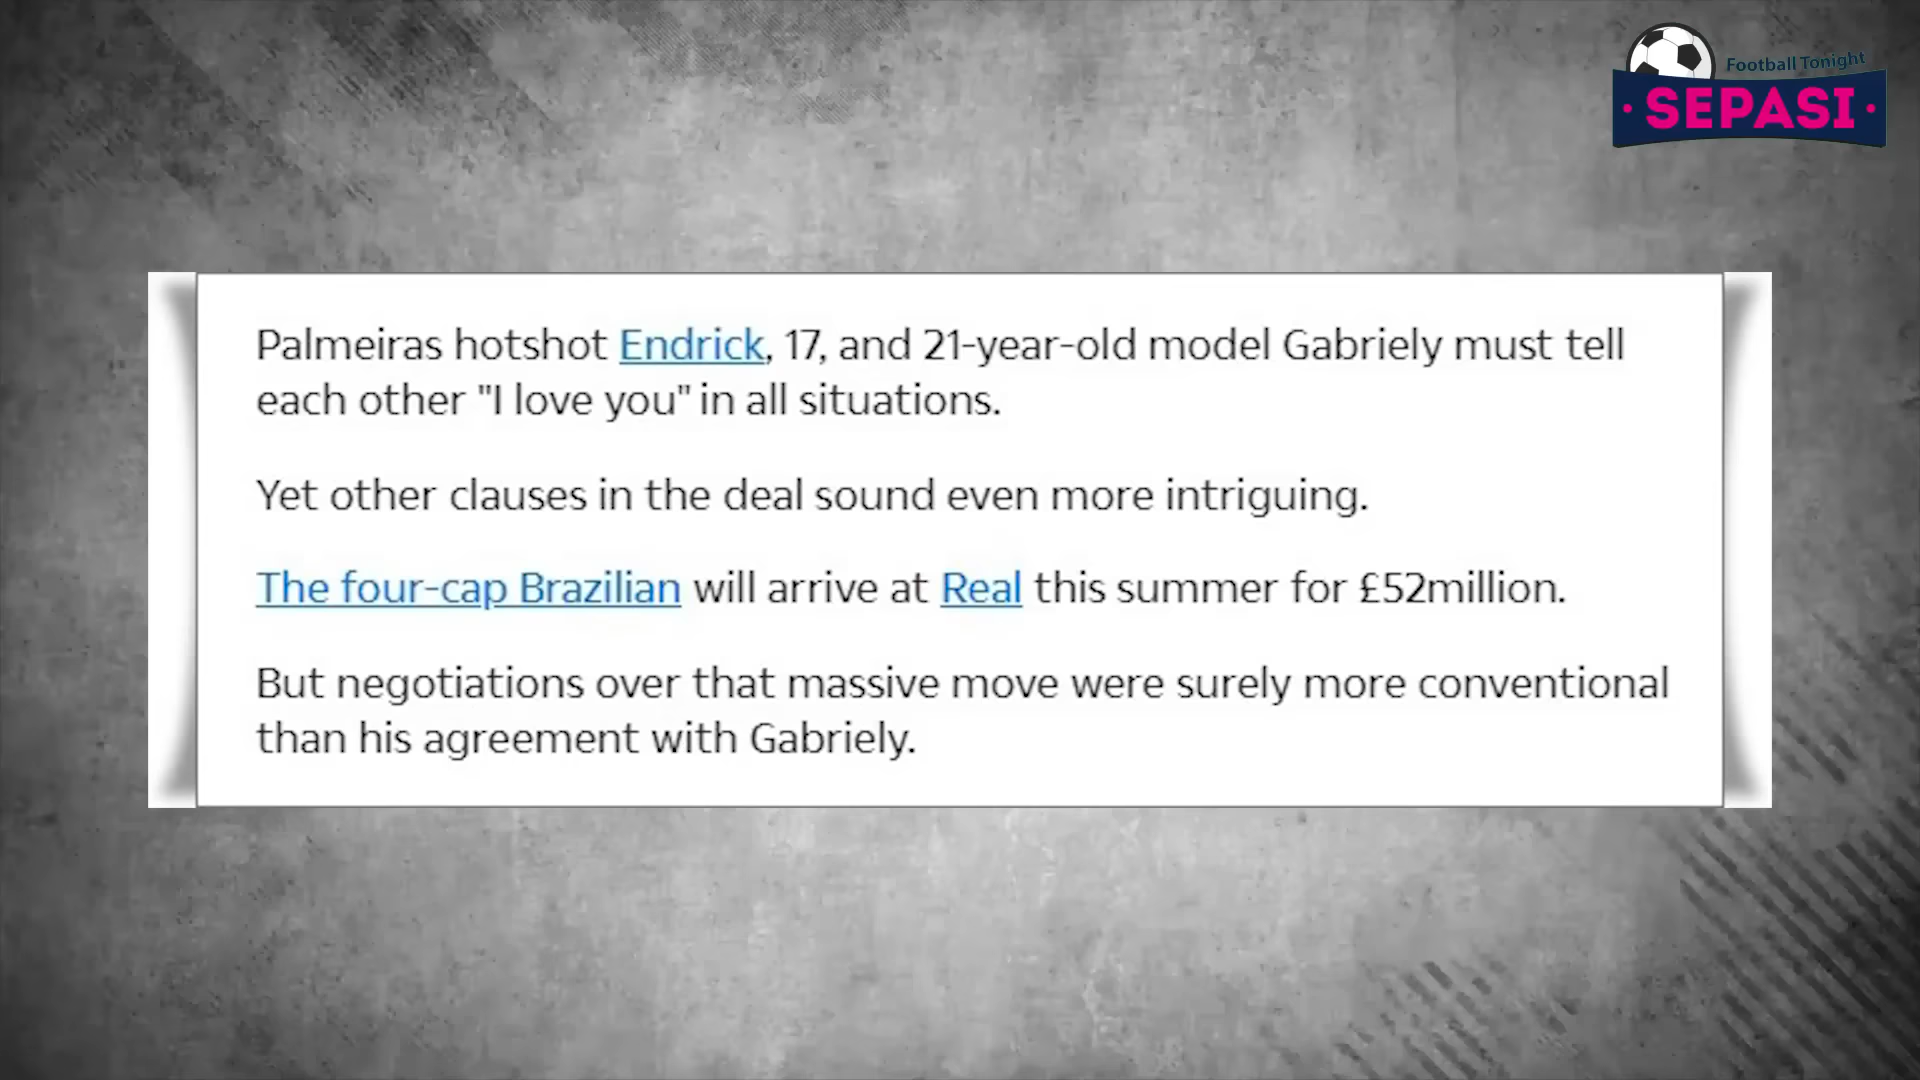 Football Tonight
SEPASI
Palmeiras hotshot Endrick, 17, and 21-year-old model Gabriely must tell
each other "I love you" in all situations.
Yet other clauses in the deal sound even more intriguing.
The four-cap Brazilian will arrive at Real this summer for £52million.
But negotiations over that massive move were surely more conventional
than his agreement with Gabriely.